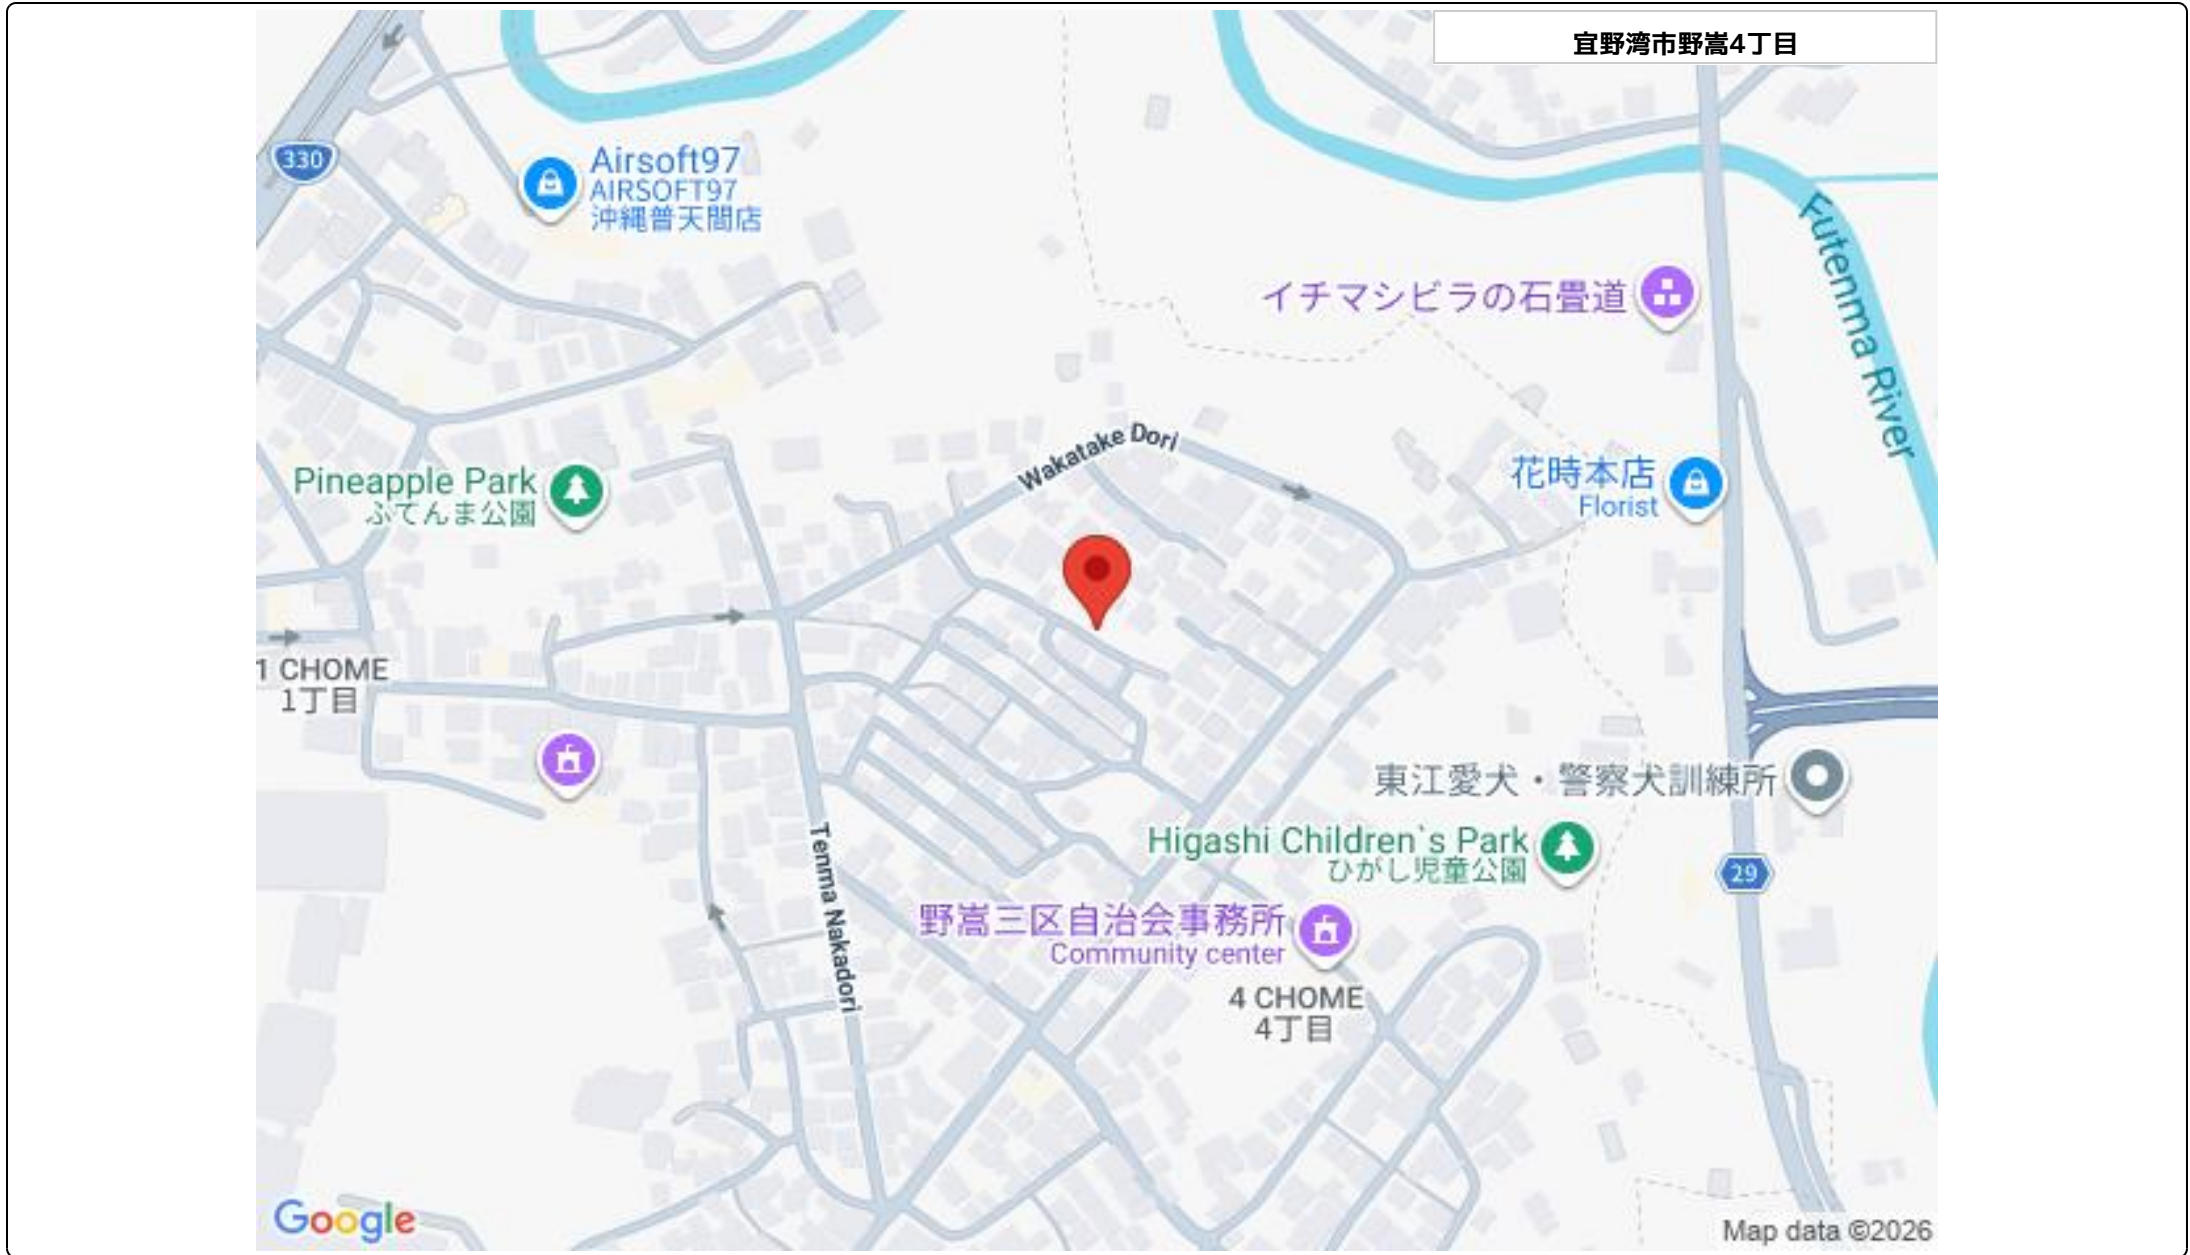 宜野湾市野嵩4丁目
330
Airsoft97
AIRSOFT97
沖縄普天間店
イチマシビラの石畳道
Futenma River
Wakatake Dori
Pineapple Park
ふてんま公園
花時本店
Florist
1 CHOME
1丁目
東江愛犬・警察犬訓練所
Higashi Children`s Park
ひがし児童公園
29
Tenma Nakadori
野嵩三区自治会事務所
Community center
4 CHOME
4丁目
Google
Map data ©2026